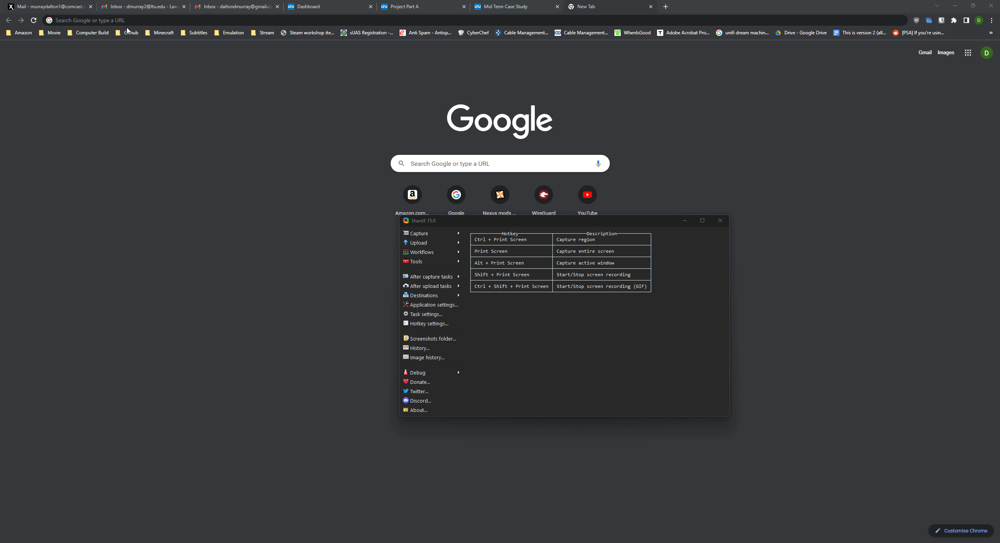 Mail - murraydalton1@comcast.n
Inbox - dmurray2@ltu.edu - Law
Inbox - daltondmurray@gmail.co
LTU Dashboard
LTU Project Part A
LTU Mid Term Case Study
New Tab
Search Google or type a URL
Amazon
Movie
Computer Build
Github
Minecraft
Subtitles
Emulation
Stream
Steam workshop ite...
sUAS Registration -...
Anti Spam - Antisp...
CyberChef
Cable Management...
Cable Management...
WhenIsGood
Adobe Acrobat Pro...
unifi dream machin...
Drive - Google Drive
This is version 2 (all...
[PSA] If you're usin...
»
Gmail Images
D
Google
Search Google or type a URL
Amazon.com...
Google
Nexus mods ...
WireGuard
YouTube
ShareX 15.0
Capture
Upload
Workflows
Tools
After capture tasks
After upload tasks
Destinations
Application settings...
Task settings...
Hotkey settings...
Screenshots folder...
History...
Image history...
Debug
Donate...
Twitter...
Discord...
About...
Hotkey Description
Ctrl + Print Screen Capture region
Print Screen Capture entire screen
Alt + Print Screen Capture active window
Shift + Print Screen Start/Stop screen recording
Ctrl + Shift + Print Screen Start/Stop screen recording (GIF)
Customise Chrome